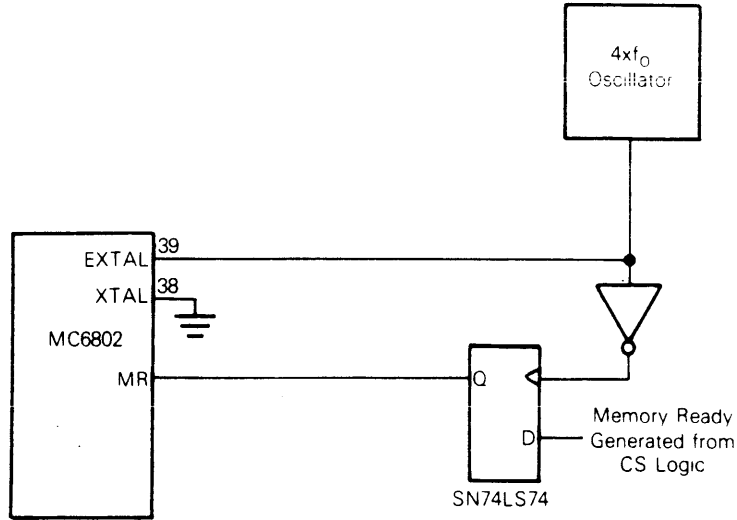 4xf₀
Oscillator
EXTAL
39
XTAL
38
MC6802
MR
Q
D
Memory Ready
Generated from
CS Logic
SN74LS74